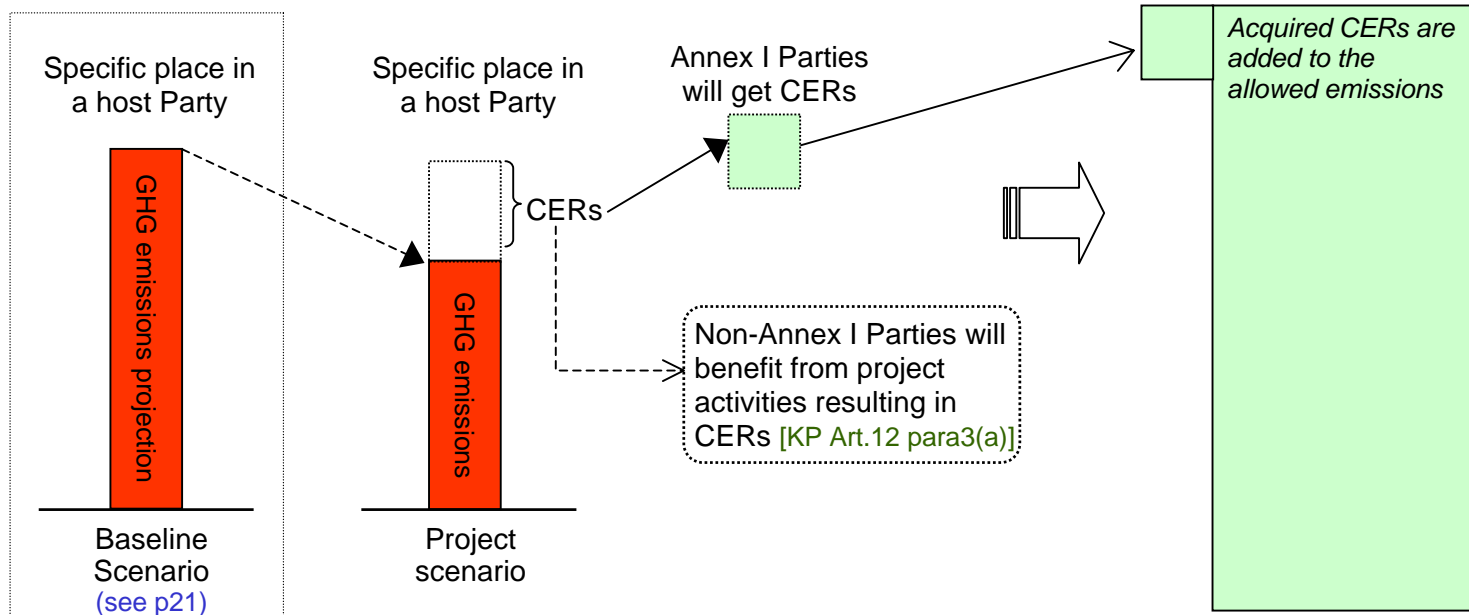 Specific place in
a host Party
GHG emissions projection
Baseline
Scenario
(see p21)
Specific place in
a host Party
CERs
GHG emissions
Project
scenario
Annex I Parties
will get CERs
Non-Annex I Parties will
benefit from project
activities resulting in
CERs [KP Art.12 para3(a)]
Acquired CERs are
added to the
allowed emissions